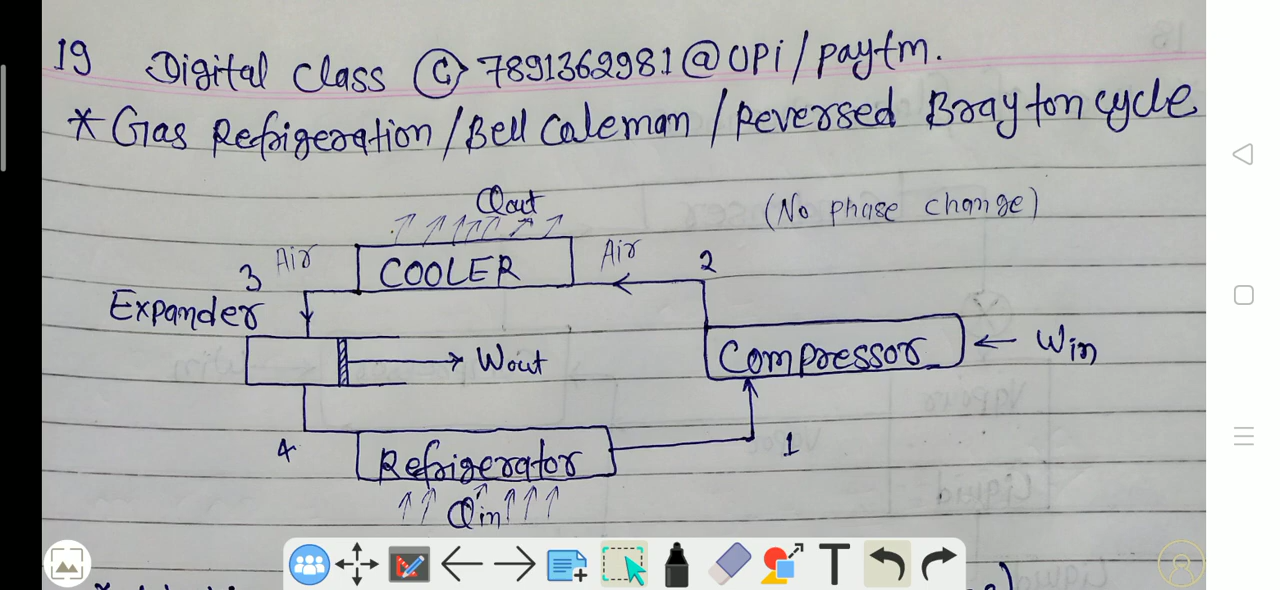 19 Digital Class © 7891362981@UPI/paytm.
* Gas Refrigeration/Bell Coleman/Reversed Brayton cycle
Qout
(No phase change)
3 Air
COOLER
Air 2
Expander
Wout
Compressor
Win
4
Refrigerator
1
Qin
T